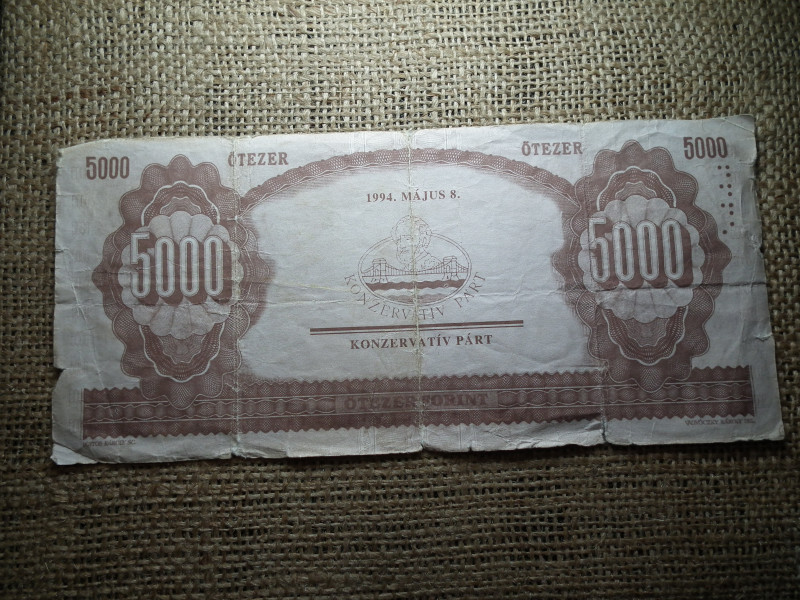 5000 ÖTEZER ÖTEZER 5000
1994. MÁJUS 8.
5000 5000
KONZERVATÍV PÁRT
KONZERVATÍV PÁRT
ÖTEZER FORINT